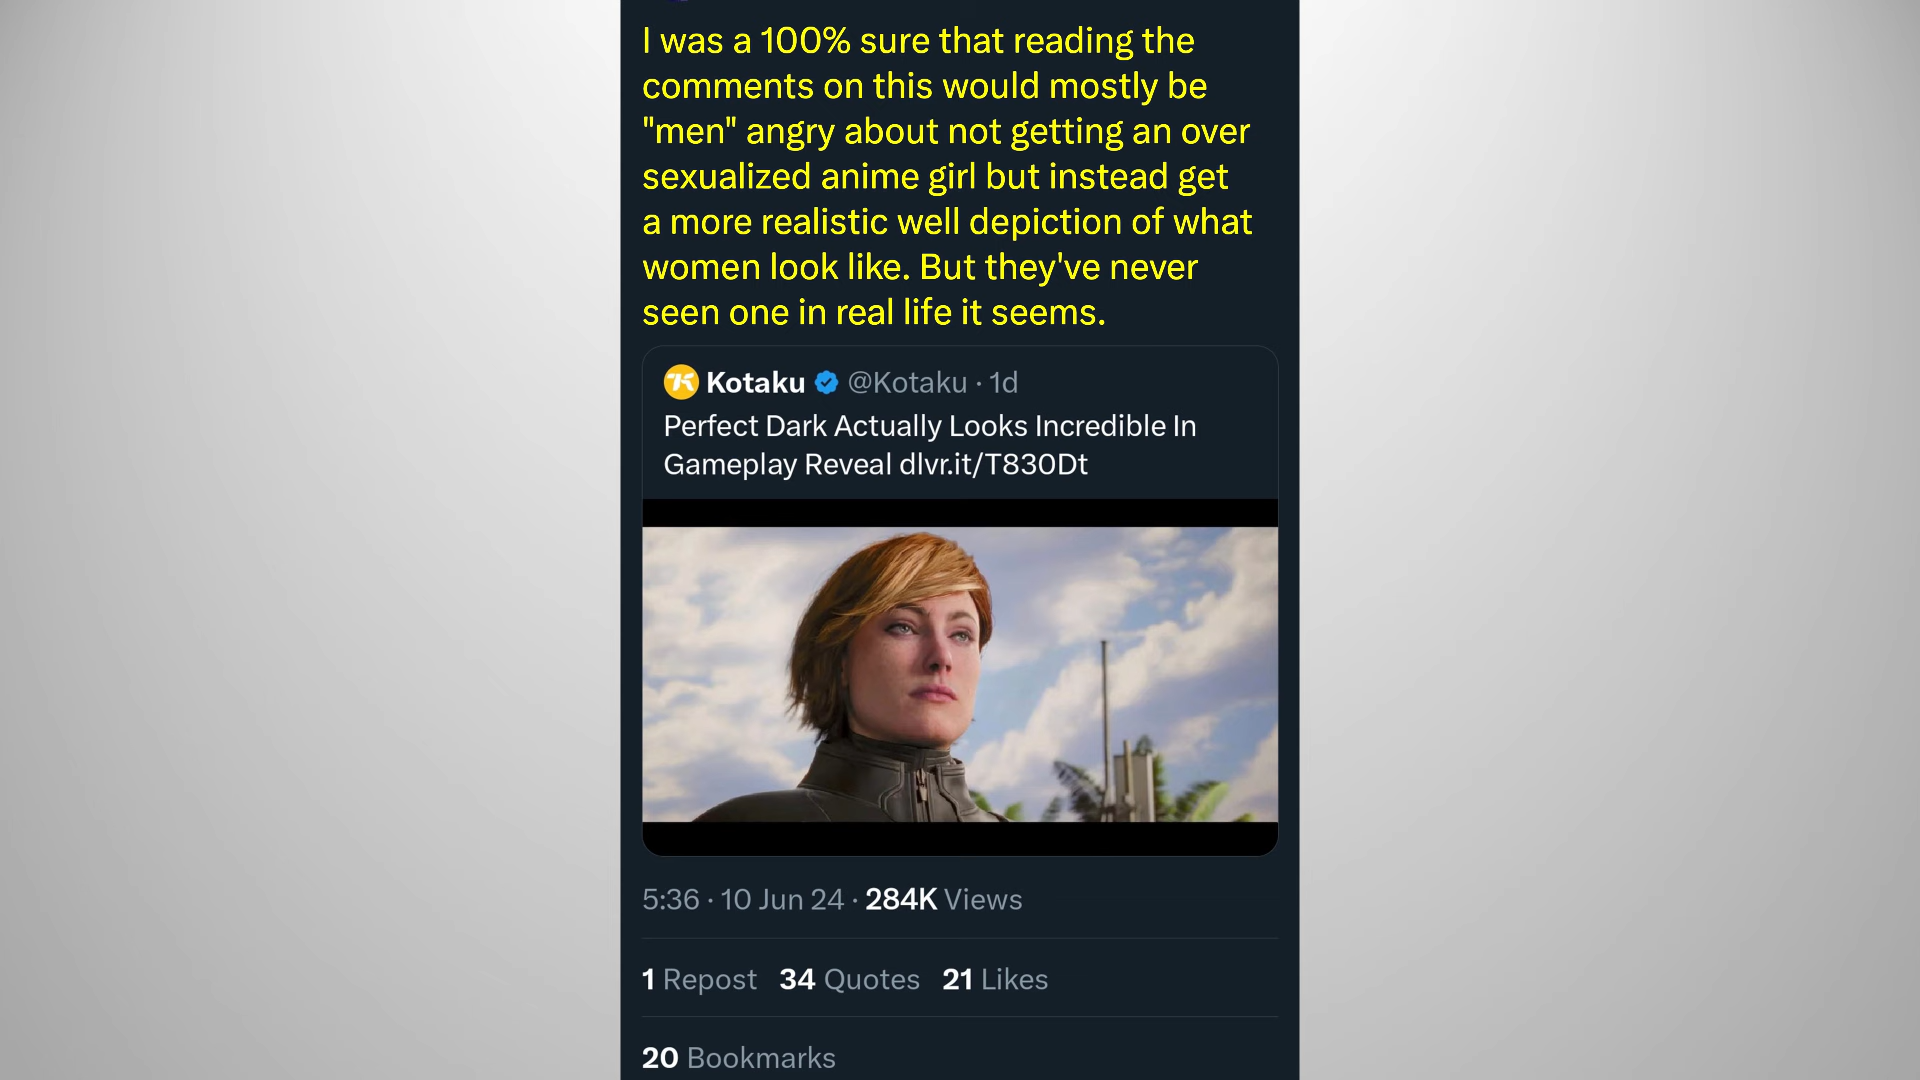 I was a 100% sure that reading the
comments on this would mostly be
"men" angry about not getting an over
sexualized anime girl but instead get
a more realistic well depiction of what
women look like. But they've never
seen one in real life it seems.
Kotaku @Kotaku · 1d
Perfect Dark Actually Looks Incredible In
Gameplay Reveal dlvr.it/T830Dt
5:36 · 10 Jun 24 · 284K Views
1 Repost 34 Quotes 21 Likes
20 Bookmarks